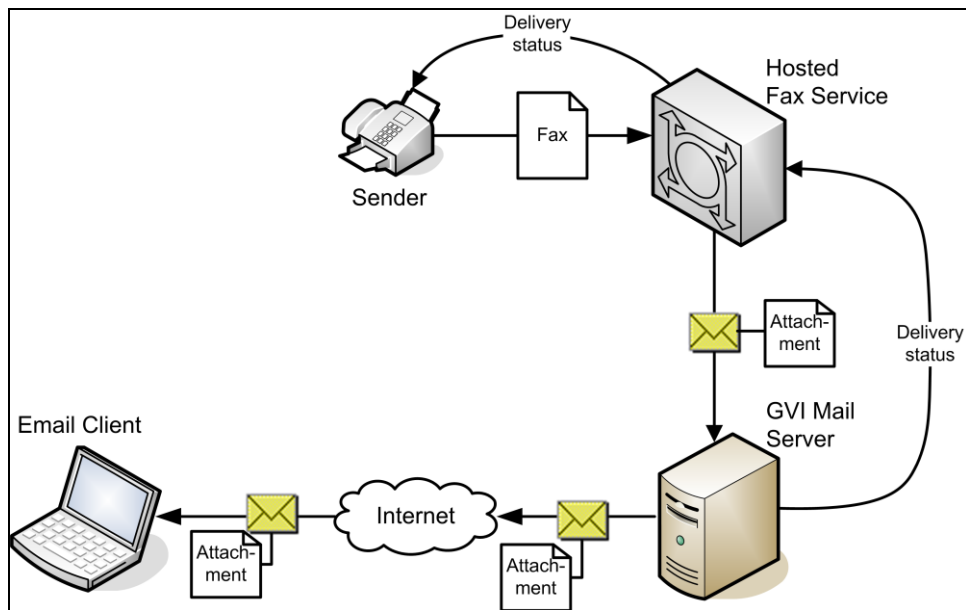 Delivery
status
Hosted
Fax Service
Fax
Sender
Attach-
ment
Delivery
status
GVI Mail
Server
Email Client
Internet
Attach-
ment
Attach-
ment